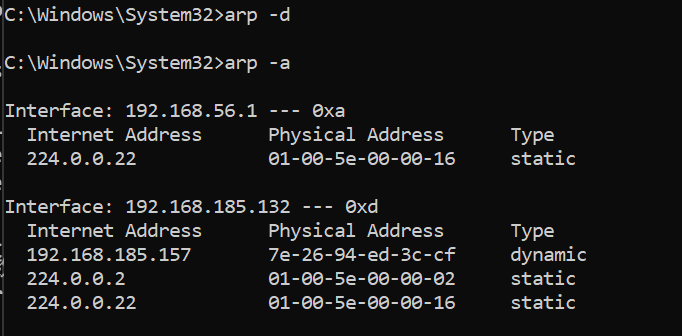 C:\Windows\System32>arp -d
C:\Windows\System32>arp -a
Interface: 192.168.56.1 --- 0xa
  Internet Address      Physical Address      Type
  224.0.0.22            01-00-5e-00-00-16     static
Interface: 192.168.185.132 --- 0xd
  Internet Address      Physical Address      Type
  192.168.185.157       7e-26-94-ed-3c-cf     dynamic
  224.0.0.2             01-00-5e-00-00-02     static
  224.0.0.22            01-00-5e-00-00-16     static